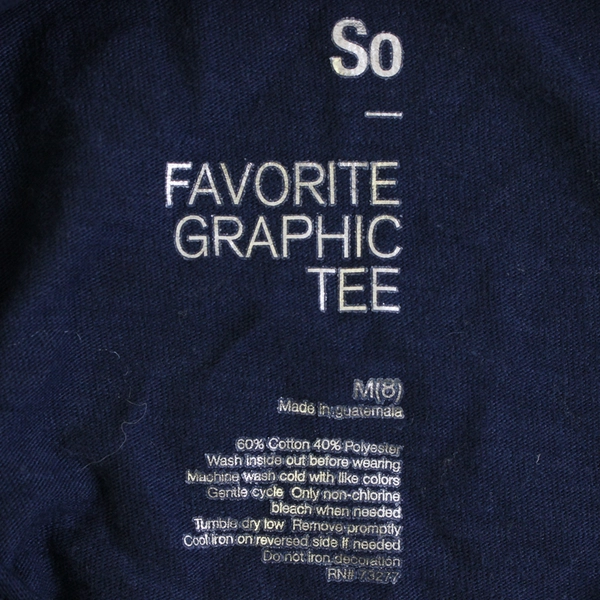 So
—
FAVORITE
GRAPHIC
TEE
M(8)
Made in guatemala
60% Cotton 40% Polyester
Wash inside out before wearing
Machine wash cold with like colors
Gentle cycle Only non-chlorine
bleach when needed
Tumble dry low Remove promptly
Cool iron on reversed side if needed
Do not iron decoration
RN# 73277